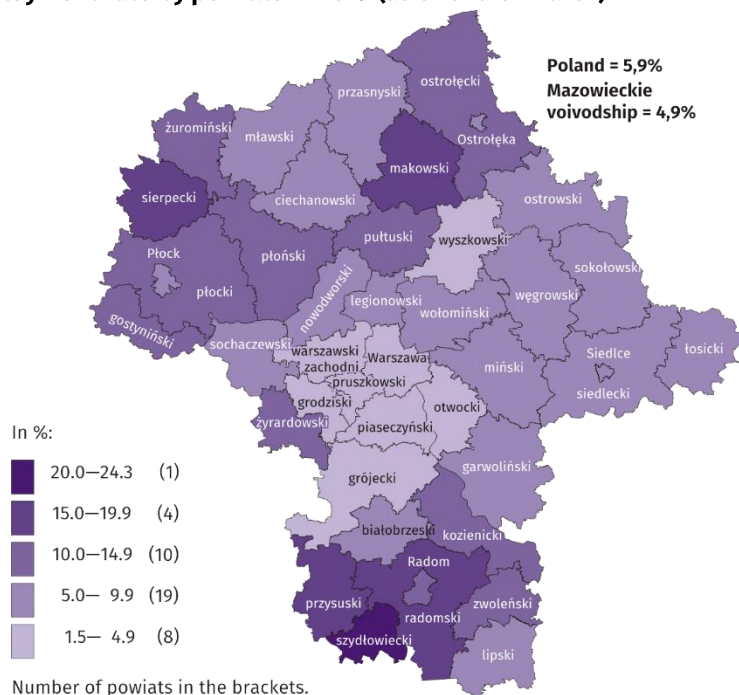 Poland = 5,9%
Mazowieckie
voivodship = 4,9%
ostrołęcki
przasnyski
żuromiński
mławski
Ostrołęka
makowski
sierpecki
ciechanowski
ostrowski
pułtuski
wyszkowski
Płock
płoński
sokołowski
nowodworski
węgrowski
płocki
legionowski
wołomiński
gostyniński
sochaczewski
warszawski
zachodni
Warszawa
miński
Siedlce
łosicki
pruszkowski
siedlecki
grodziski
otwocki
żyrardowski
piaseczyński
garwoliński
grójecki
białobrzeski
kozienicki
Radom
przysuski
zwoleński
radomski
szydłowiecki
lipski
In %:
20.0—24.3 (1)
15.0—19.9 (4)
10.0—14.9 (10)
5.0— 9.9 (19)
1.5— 4.9 (8)
Number of powiats in the brackets.